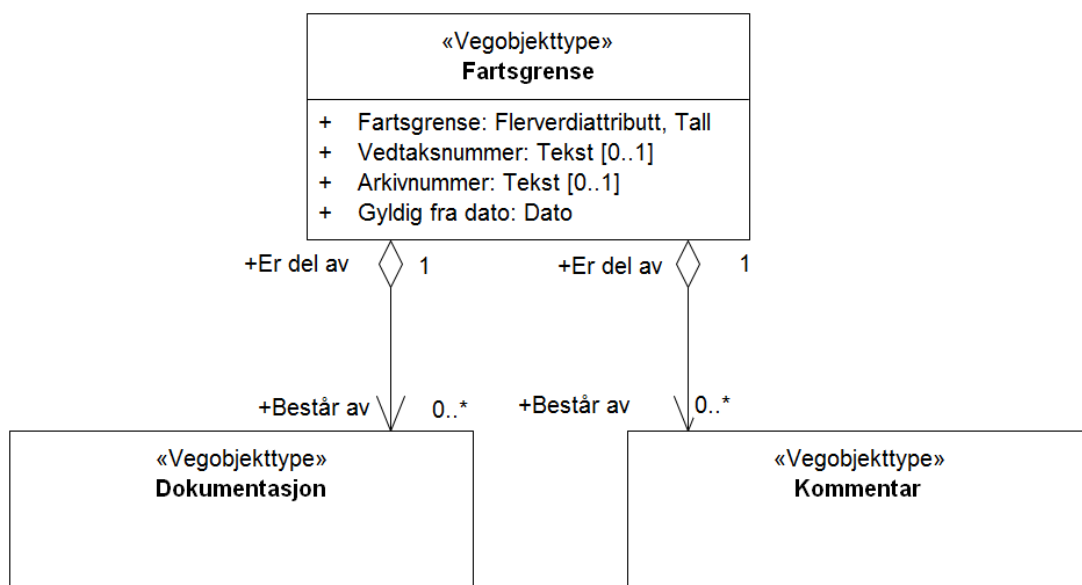 «Vegobjekttype»
Fartsgrense
+ Fartsgrense: Flerverdiattributt, Tall
+ Vedtaksnummer: Tekst [0..1]
+ Arkivnummer: Tekst [0..1]
+ Gyldig fra dato: Dato
+Er del av 1 +Er del av 1
+Består av 0..* +Består av 0..*
«Vegobjekttype»
Dokumentasjon
«Vegobjekttype»
Kommentar